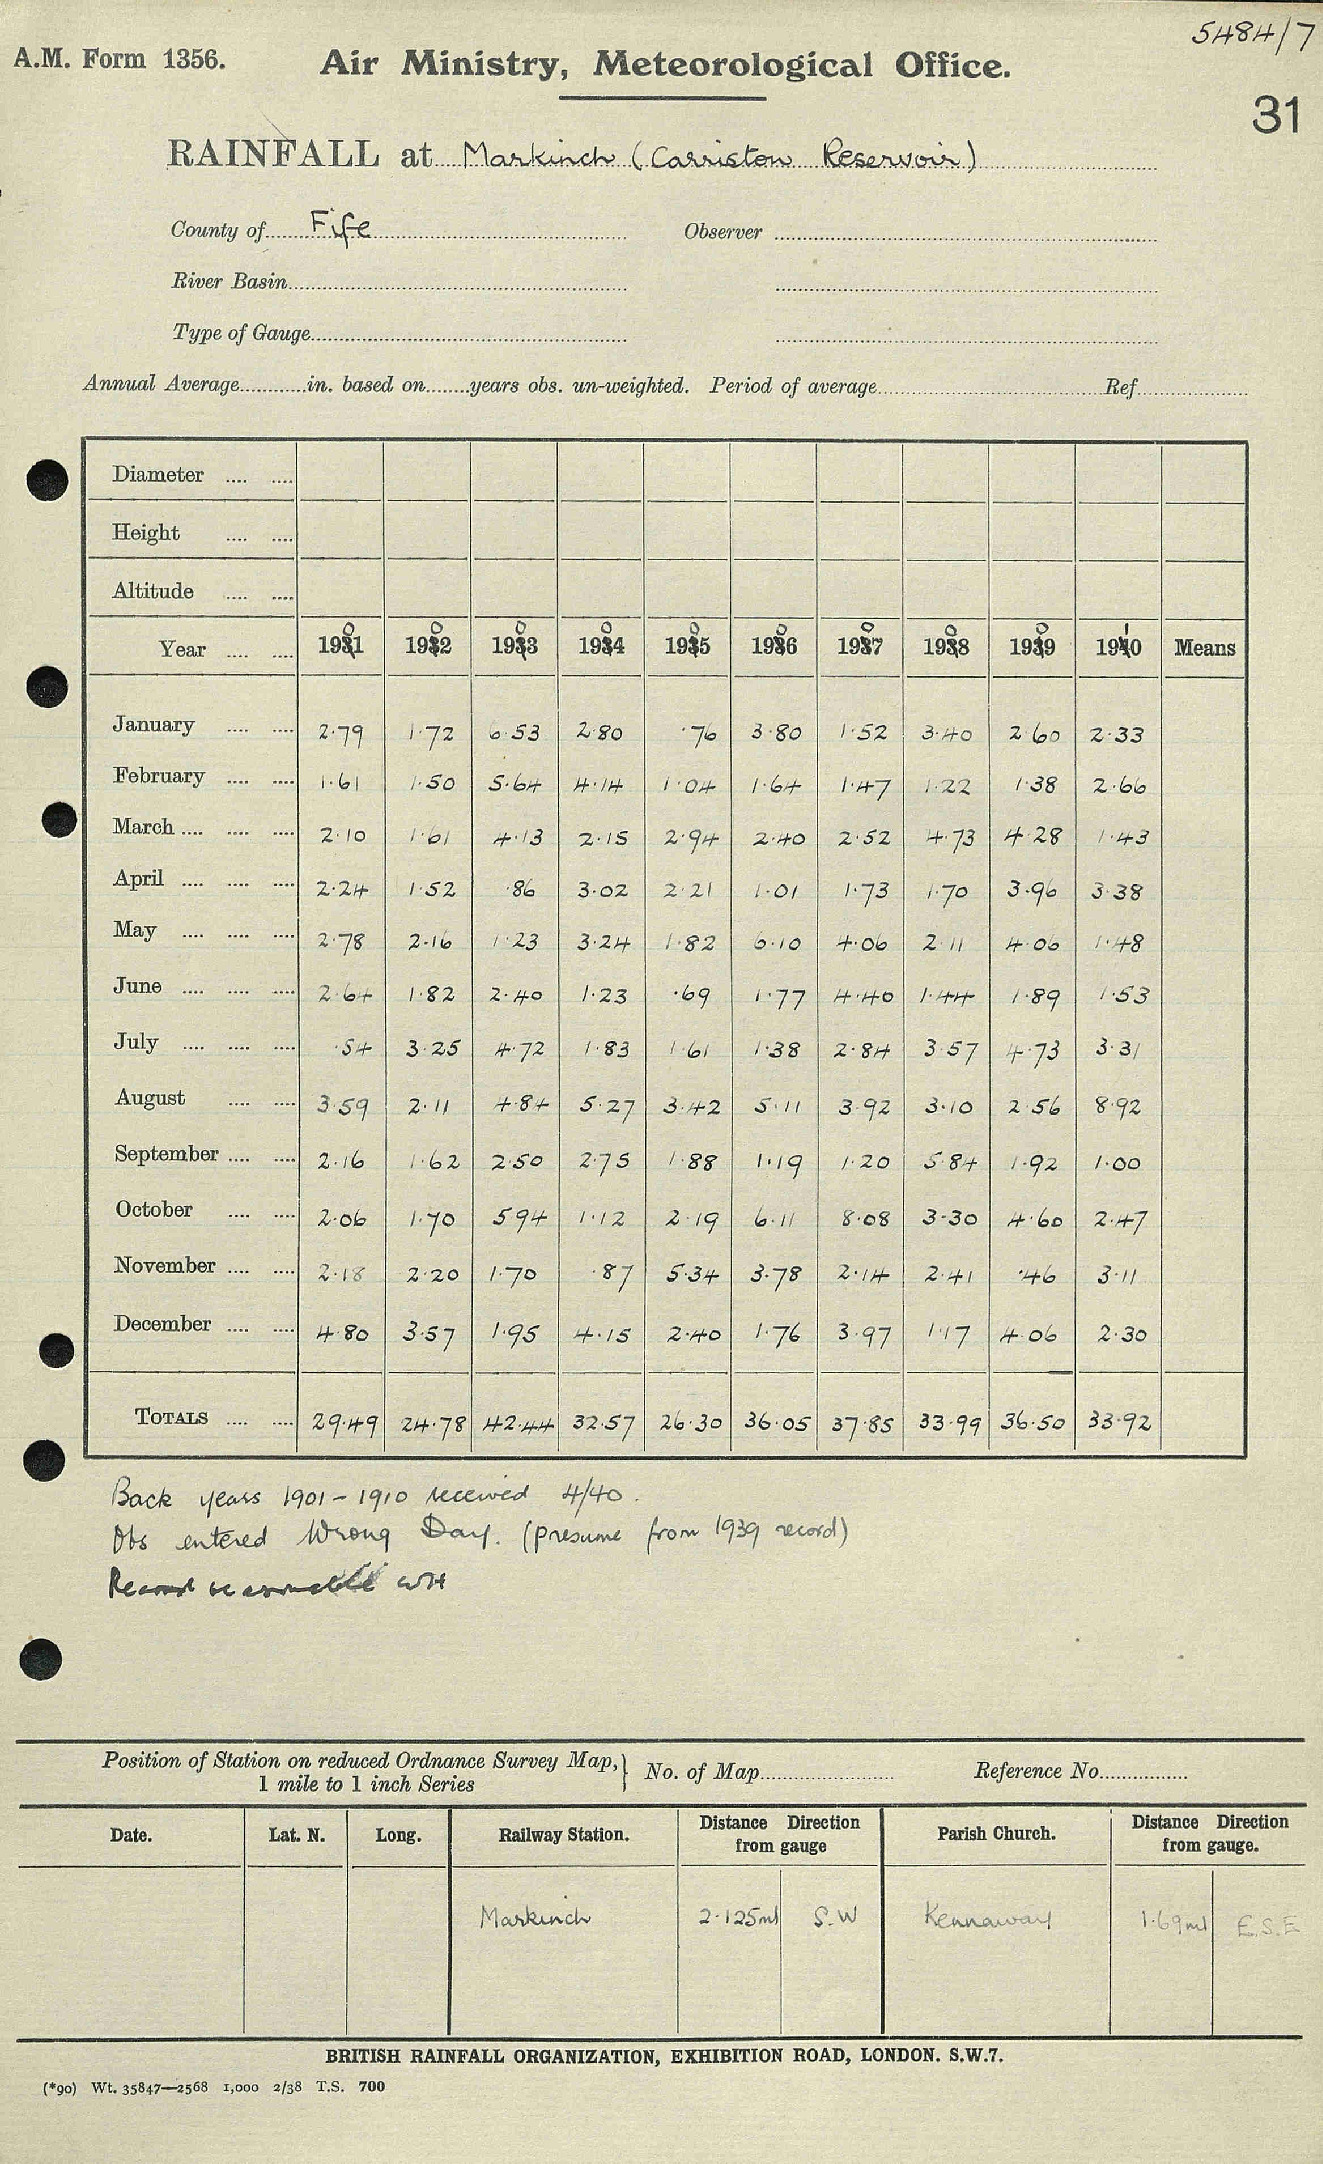 5484/7
A.M. Form 1356. Air Ministry, Meteorological Office.
31
RAINFALL at Markinch (Carriston Reservoir)
County of Fife Observer
River Basin
Type of Gauge
Annual Average in. based on years obs. un-weighted. Period of average Ref.
Diameter
Height
Altitude
Year 1901 1902 1903 1904 1905 1906 1907 1908 1909 1910 Means
January 2.79 1.72 6.53 2.80 .76 3.80 1.52 3.40 2.60 2.33
February 1.61 1.50 5.64 4.14 1.04 1.64 1.47 1.22 1.38 2.66
March 2.10 1.61 4.13 2.15 2.94 2.40 2.52 4.73 4.28 1.43
April 2.24 1.52 .86 3.02 2.21 1.01 1.73 1.70 3.96 3.38
May 2.78 2.16 1.23 3.24 1.82 6.10 4.06 2.11 4.06 1.48
June 2.64 1.82 2.40 1.23 .69 1.77 4.40 1.44 1.89 1.53
July .54 3.25 4.72 1.83 1.61 1.38 2.84 3.57 4.73 3.31
August 3.59 2.11 4.84 5.27 3.42 5.11 3.92 3.10 2.56 8.92
September 2.16 1.62 2.50 2.75 1.88 1.19 1.20 5.84 1.92 1.00
October 2.06 1.70 5.94 1.12 2.19 6.11 8.08 3.30 4.60 2.47
November 2.18 2.20 1.70 .87 5.34 3.78 2.14 2.41 .46 3.11
December 4.80 3.57 1.95 4.15 2.40 1.76 3.97 1.17 4.06 2.30
TOTALS 29.49 24.78 42.44 32.57 26.30 36.05 37.85 33.99 36.50 33.92
Back years 1901 - 1910 received 4/40.
Obs entered Wrong Day. (presume from 1939 record)
Record reasonable WH
Position of Station on reduced Ordnance Survey Map, } No. of Map Reference No.
1 mile to 1 inch Series
Date. Lat. N. Long. Railway Station. Distance Direction from gauge Parish Church. Distance Direction from gauge.
Markinch 2.125ml S.W Kennaway 1.69ml E.S.E
BRITISH RAINFALL ORGANIZATION, EXHIBITION ROAD, LONDON. S.W.7.
(*90) Wt. 35847—2568 1,000 2/38 T.S. 700